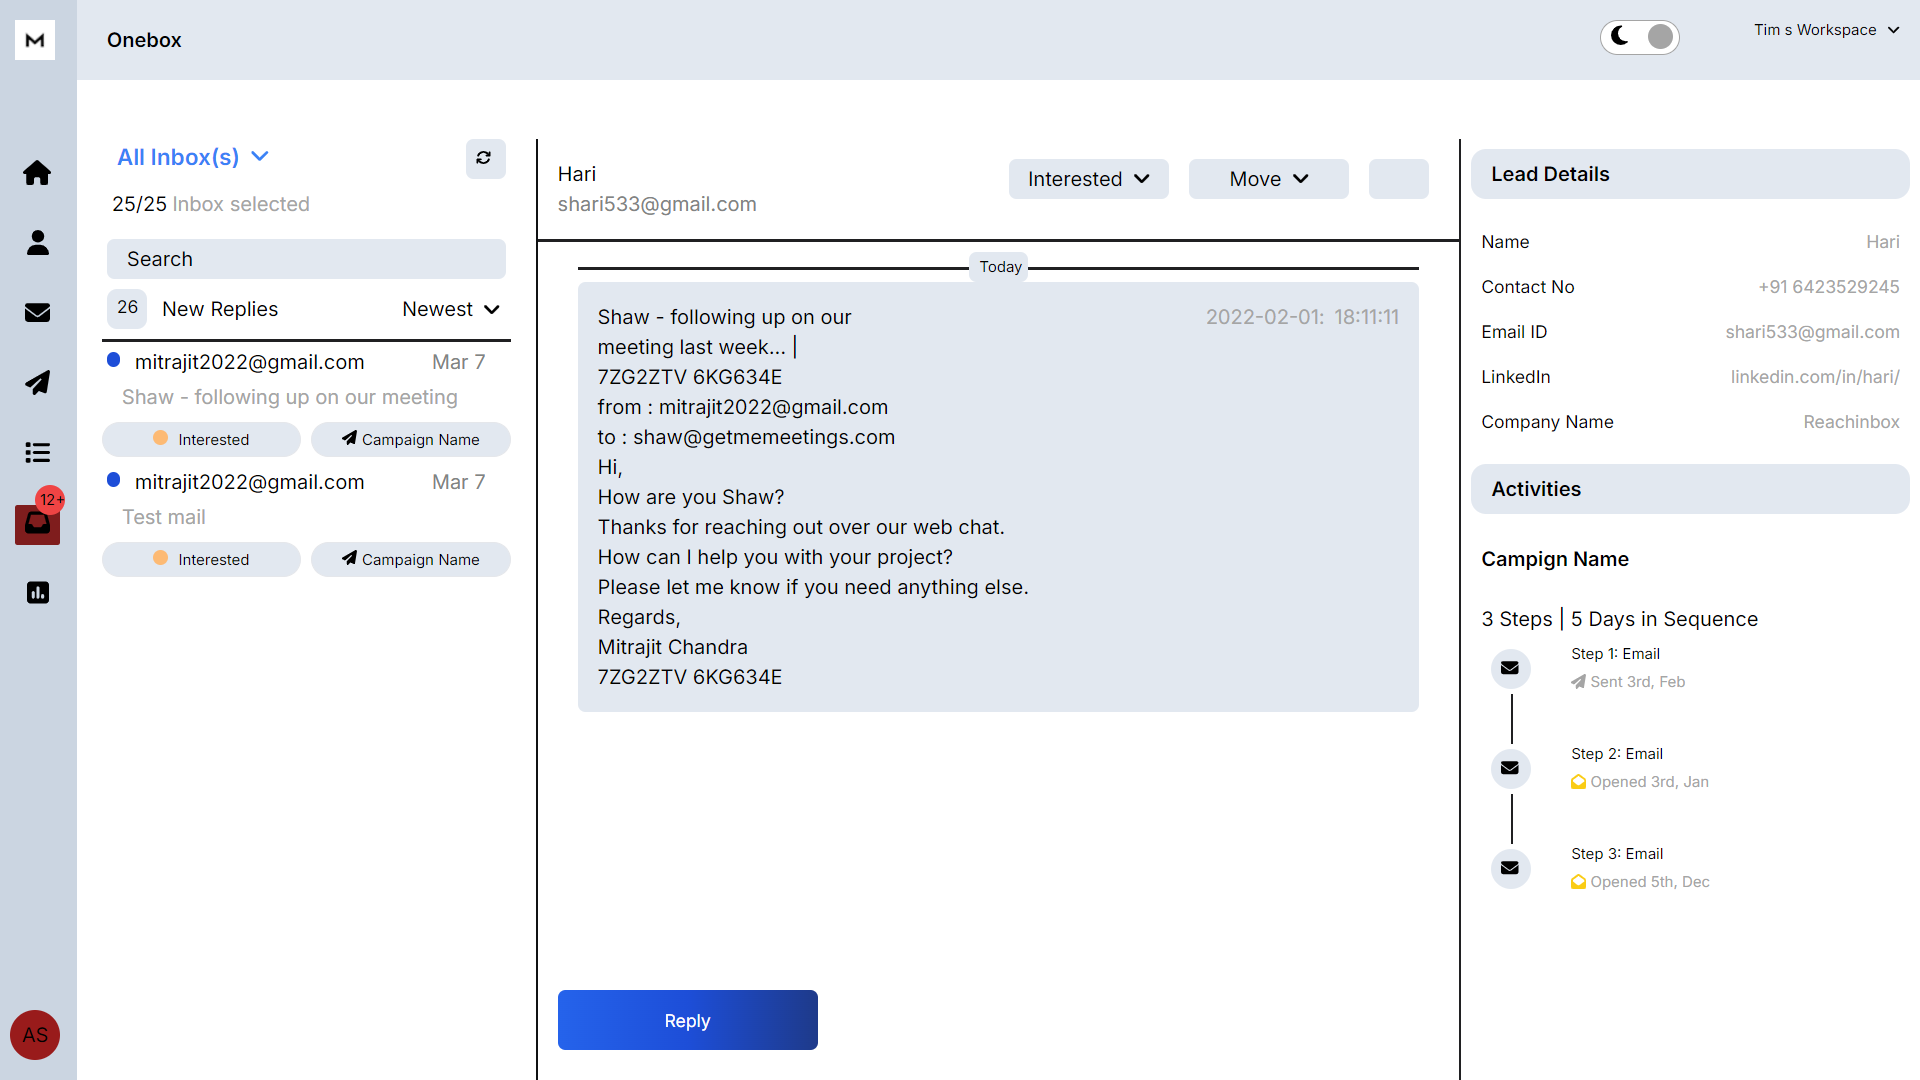 M
Onebox
Tim s Workspace
All Inbox(s)
25/25 Inbox selected
Search
26 New Replies Newest
mitrajit2022@gmail.com Mar 7
Shaw - following up on our meeting
Interested Campaign Name
mitrajit2022@gmail.com Mar 7
Test mail
Interested Campaign Name
12+
AS
Hari
shari533@gmail.com
Interested Move
Today
Shaw - following up on our 2022-02-01: 18:11:11
meeting last week... |
7ZG2ZTV 6KG634E
from : mitrajit2022@gmail.com
to : shaw@getmemeetings.com
Hi,
How are you Shaw?
Thanks for reaching out over our web chat.
How can I help you with your project?
Please let me know if you need anything else.
Regards,
Mitrajit Chandra
7ZG2ZTV 6KG634E
Reply
Lead Details
Name Hari
Contact No +91 6423529245
Email ID shari533@gmail.com
LinkedIn linkedin.com/in/hari/
Company Name Reachinbox
Activities
Campign Name
3 Steps | 5 Days in Sequence
Step 1: Email
Sent 3rd, Feb
Step 2: Email
Opened 3rd, Jan
Step 3: Email
Opened 5th, Dec